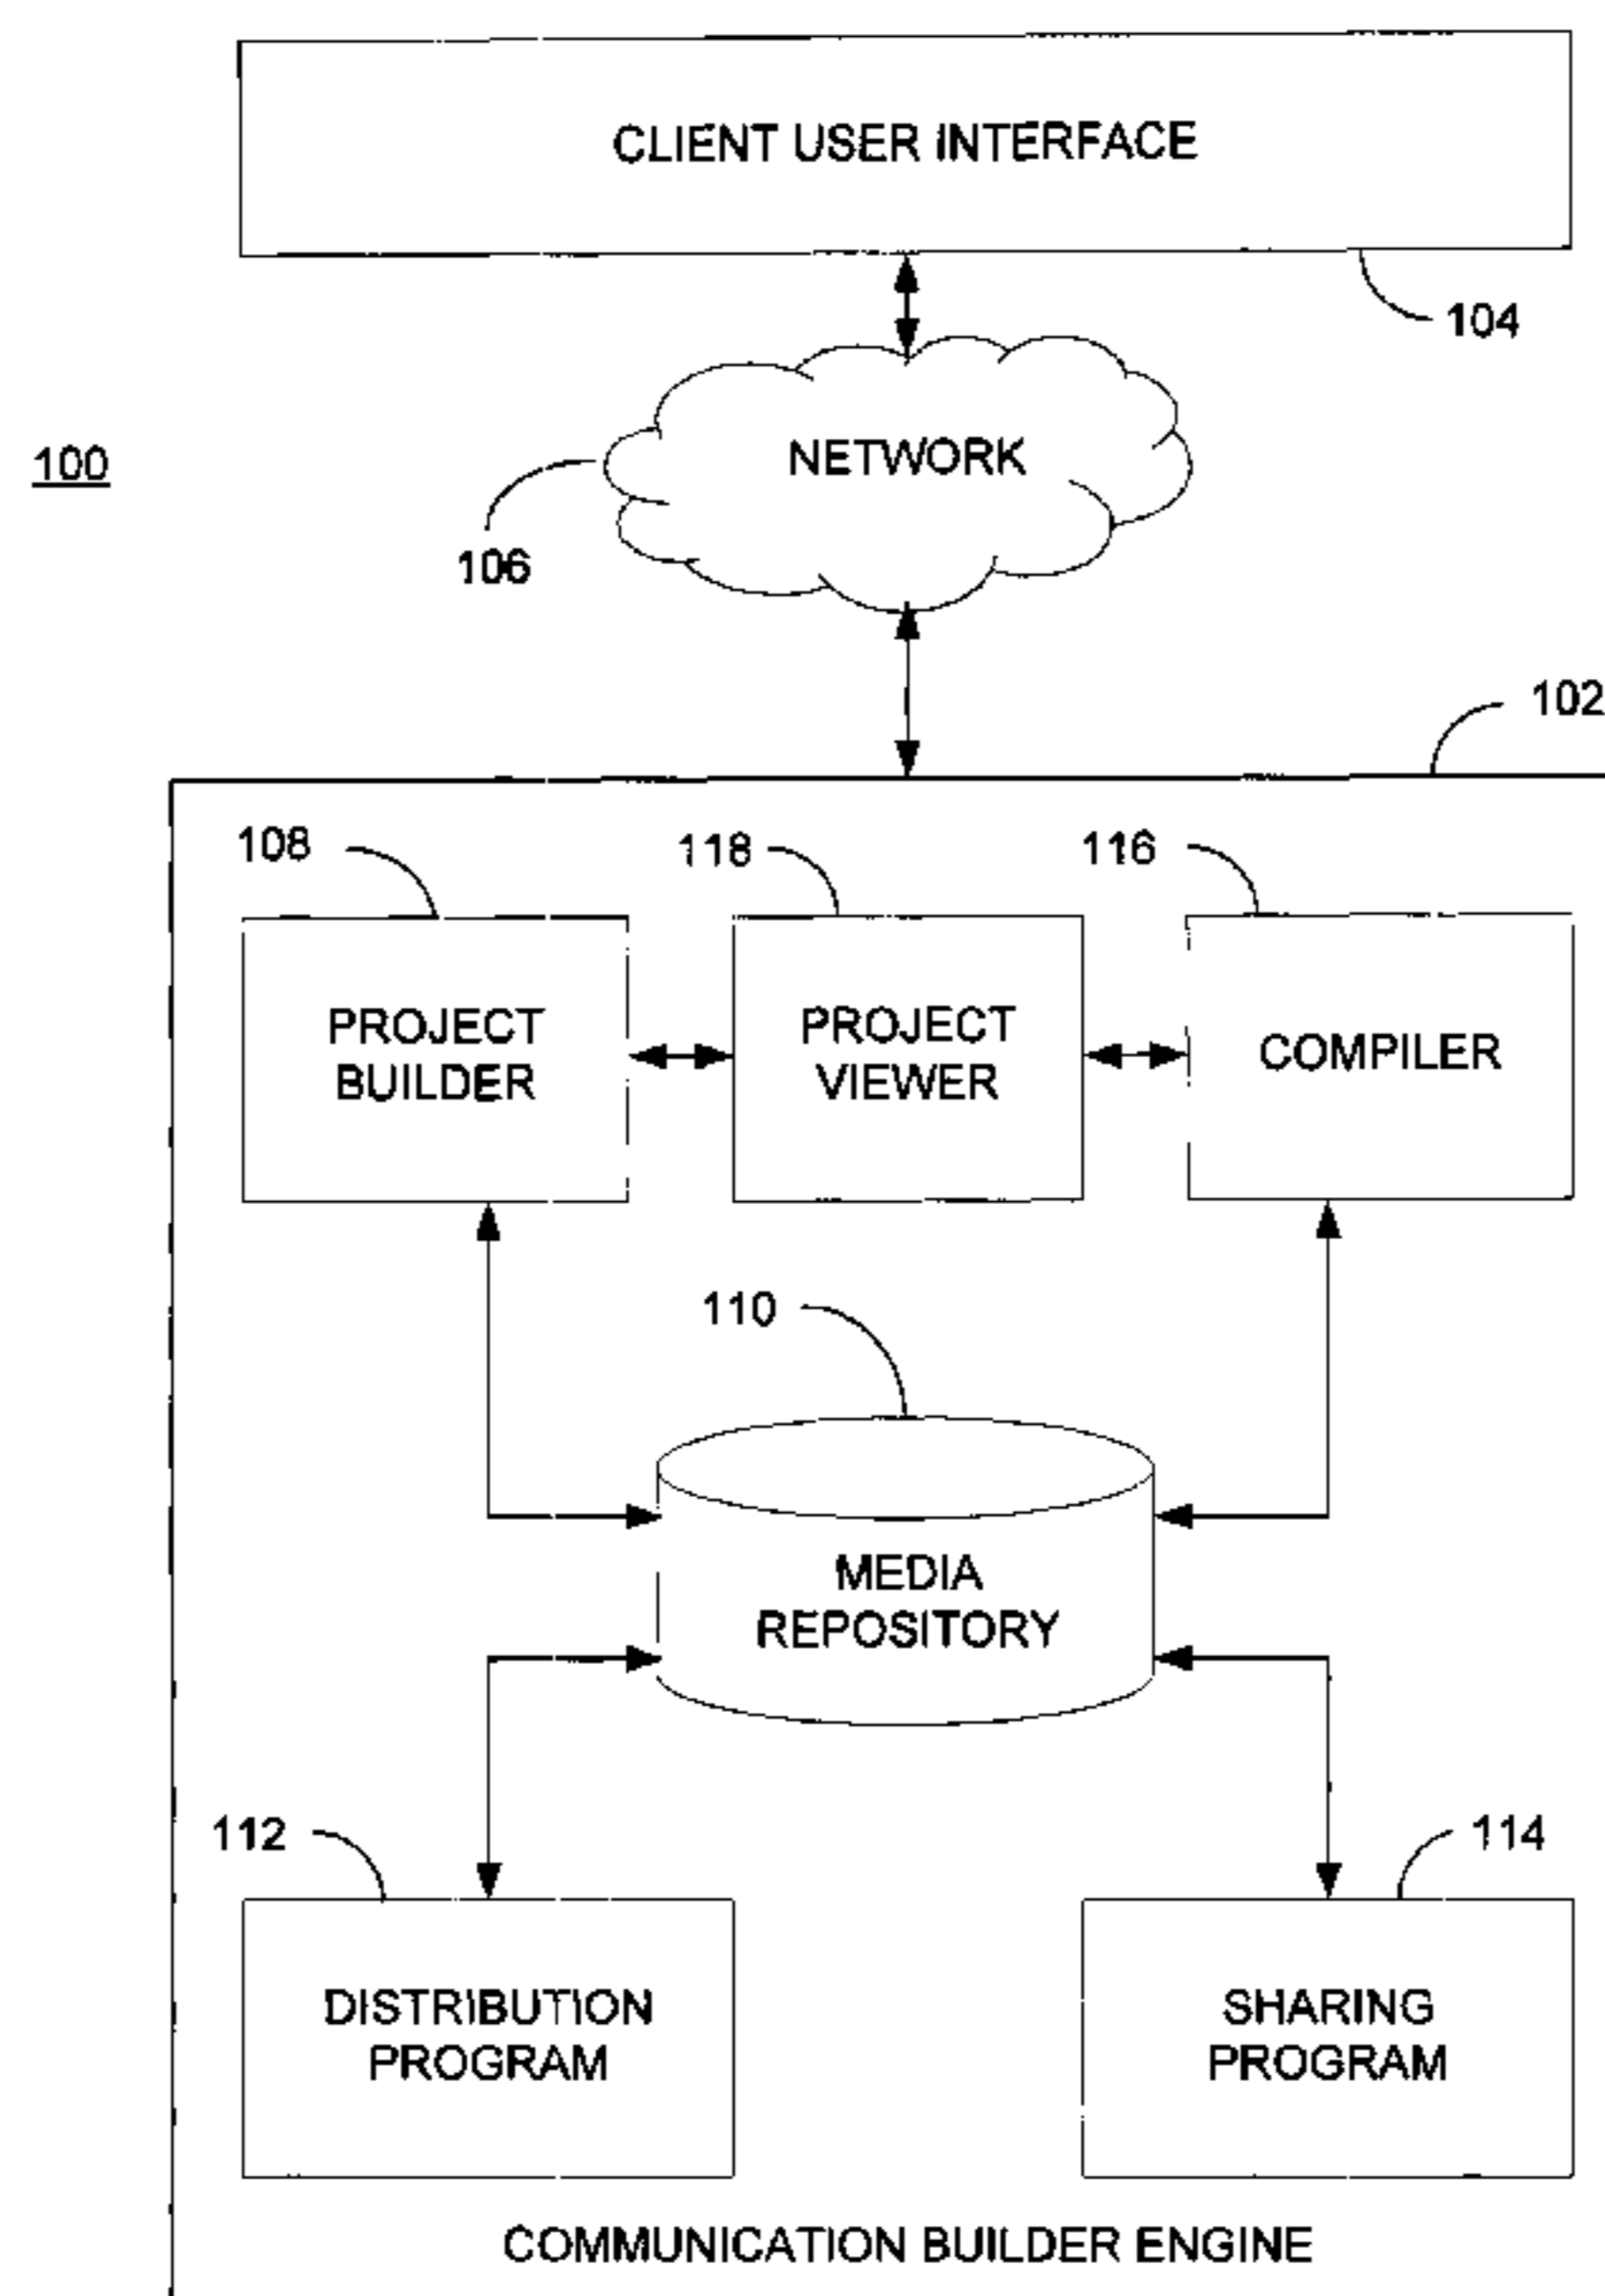 CLIENT USER INTERFACE
104
NETWORK
100
106
102
108
118
116
PROJECT
BUILDER
PROJECT
VIEWER
COMPILER
110
MEDIA
REPOSITORY
112
114
DISTRIBUTION
PROGRAM
SHARING
PROGRAM
COMMUNICATION BUILDER ENGINE